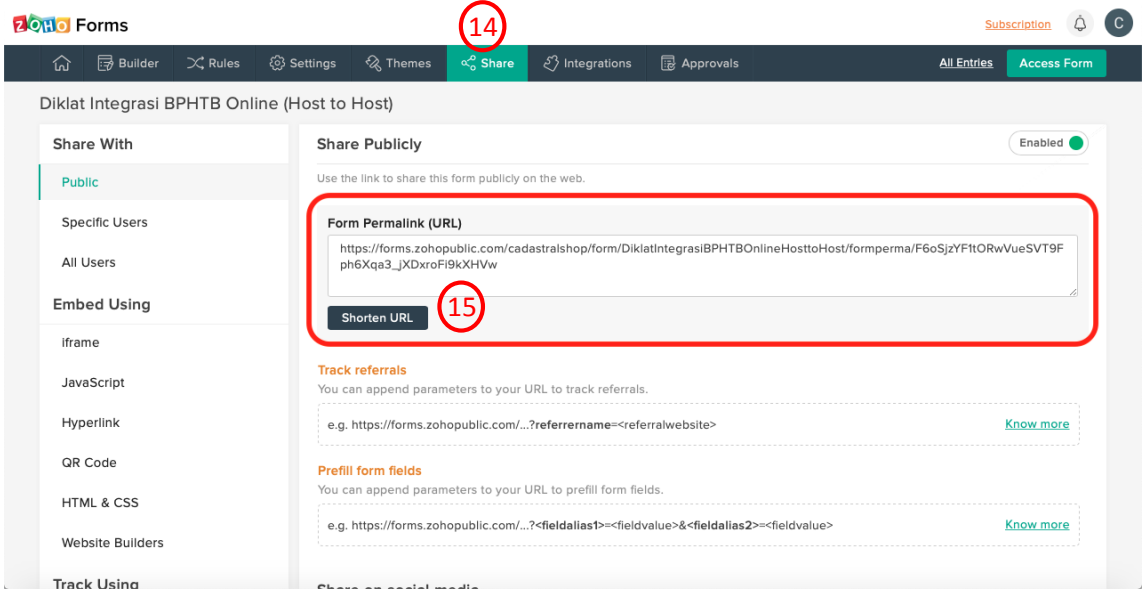 ZOHO Forms
14
Subscription
C
Builder
Rules
Settings
Themes
Share
Integrations
Approvals
All Entries
Access Form
Diklat Integrasi BPHTB Online (Host to Host)
Share With
Public
Specific Users
All Users
Embed Using
iframe
JavaScript
Hyperlink
QR Code
HTML & CSS
Website Builders
Track Using
Share Publicly
Enabled
Use the link to share this form publicly on the web.
Form Permalink (URL)
https://forms.zohopublic.com/cadastralshop/form/DiklatIntegrasiBPHTBOnlineHosttoHost/formperma/F6oSjzYF1tORwVueSVT9F
ph6Xqa3_jXDxroFi9kXHVw
Shorten URL
15
Track referrals
You can append parameters to your URL to track referrals.
e.g. https://forms.zohopublic.com/...?referrername=<referralwebsite>
Know more
Prefill form fields
You can append parameters to your URL to prefill form fields.
e.g. https://forms.zohopublic.com/...?<fieldalias1>=<fieldvalue>&<fieldalias2>=<fieldvalue>
Know more
Share on social media